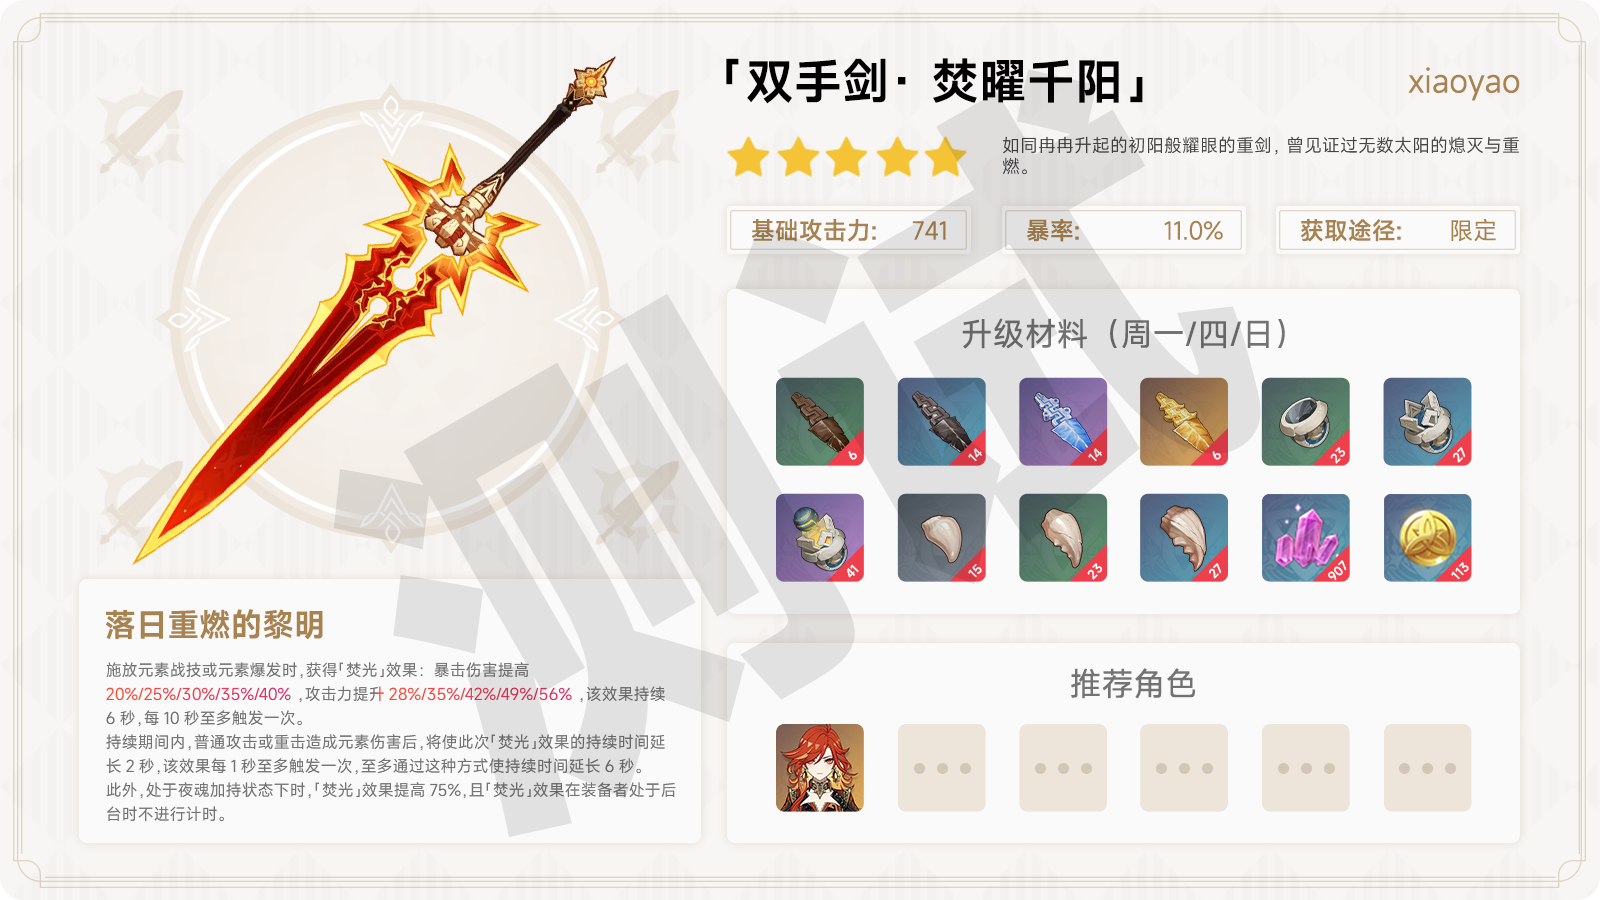 「双手剑· 焚曜千阳」
xiaoyao
如同冉冉升起的初阳般耀眼的重剑，曾见证过无数太阳的熄灭与重
燃。
基础攻击力: 741
暴率: 11.0%
获取途径: 限定
升级材料（周一/四/日）
6 14 14 6 23 27
41 15 23 27 907 113
落日重燃的黎明
施放元素战技或元素爆发时,获得「焚光」效果：暴击伤害提高
20%/25%/30%/35%/40% ,攻击力提升 28%/35%/42%/49%/56% ,该效果持续
6 秒,每 10 秒至多触发一次。
持续期间内,普通攻击或重击造成元素伤害后,将使此次「焚光」效果的持续时间延
长 2 秒,该效果每 1 秒至多触发一次,至多通过这种方式使持续时间延长 6 秒。
此外,处于夜魂加持状态下时,「焚光」效果提高 75%,且「焚光」效果在装备者处于后
台时不进行计时。
推荐角色
测试